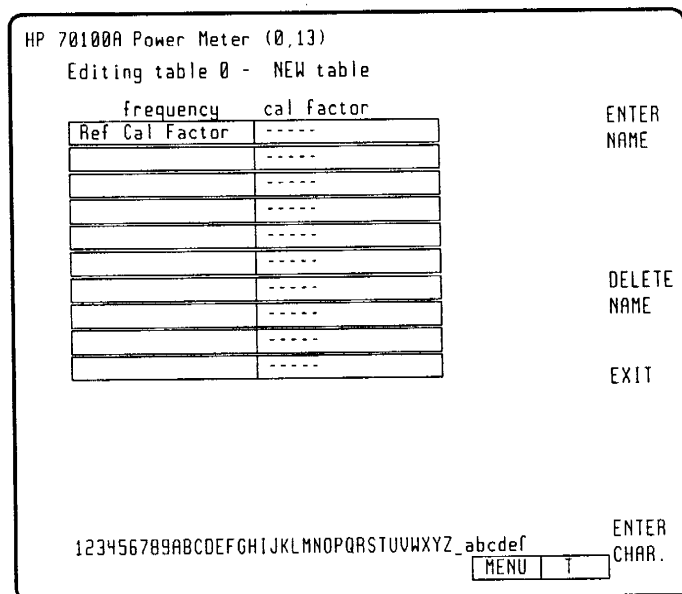 HP 70100A Power Meter (0,13)
Editing table 0 - NEW table
frequency cal factor
Ref Cal Factor -----
-----
-----
-----
-----
-----
-----
-----
-----
-----
ENTER
NAME
DELETE
NAME
EXIT
123456789ABCDEFGHIJKLMNOPQRSTUVWXYZ_abcdef
ENTER
CHAR.
MENU T